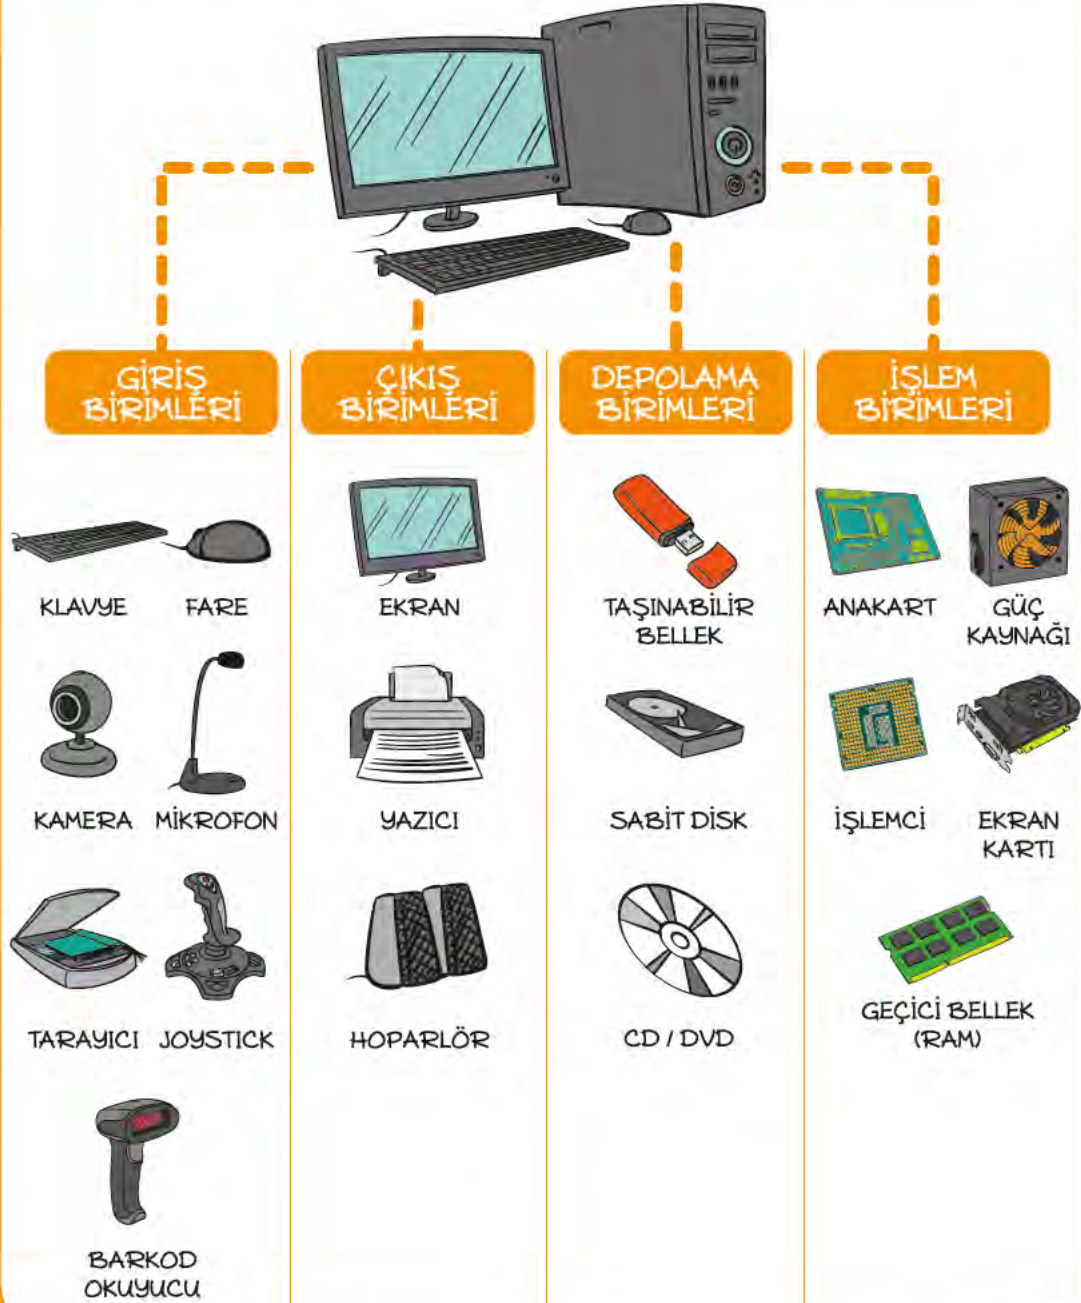 GİRİŞ
BİRİMLERİ
KLAVYE
FARE
KAMERA
MİKROFON
TARAYICI
JOYSTICK
BARKOD
OKUYUCU
ÇIKIŞ
BİRİMLERİ
EKRAN
YAZICI
HOPARLÖR
DEPOLAMA
BİRİMLERİ
TAŞINABİLİR
BELLEK
SABİT DİSK
CD / DVD
İŞLEM
BİRİMLERİ
ANAKART
GÜÇ
KAYNAĞI
İŞLEMCİ
EKRAN
KARTI
GEÇİCİ BELLEK
(RAM)